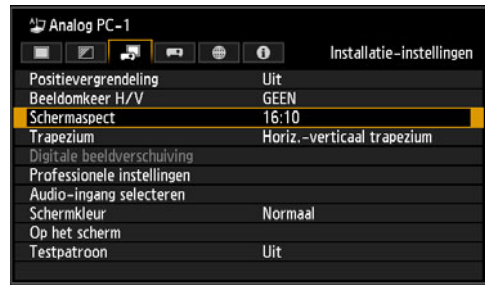 Analog PC-1
Installatie-instellingen
Positievergrendeling Uit
Beeldomkeer H/V GEEN
Schermaspect 16:10
Trapezium Horiz.-verticaal trapezium
Digitale beeldverschuiving
Professionele instellingen
Audio-ingang selecteren
Schermkleur Normaal
Op het scherm
Testpatroon Uit